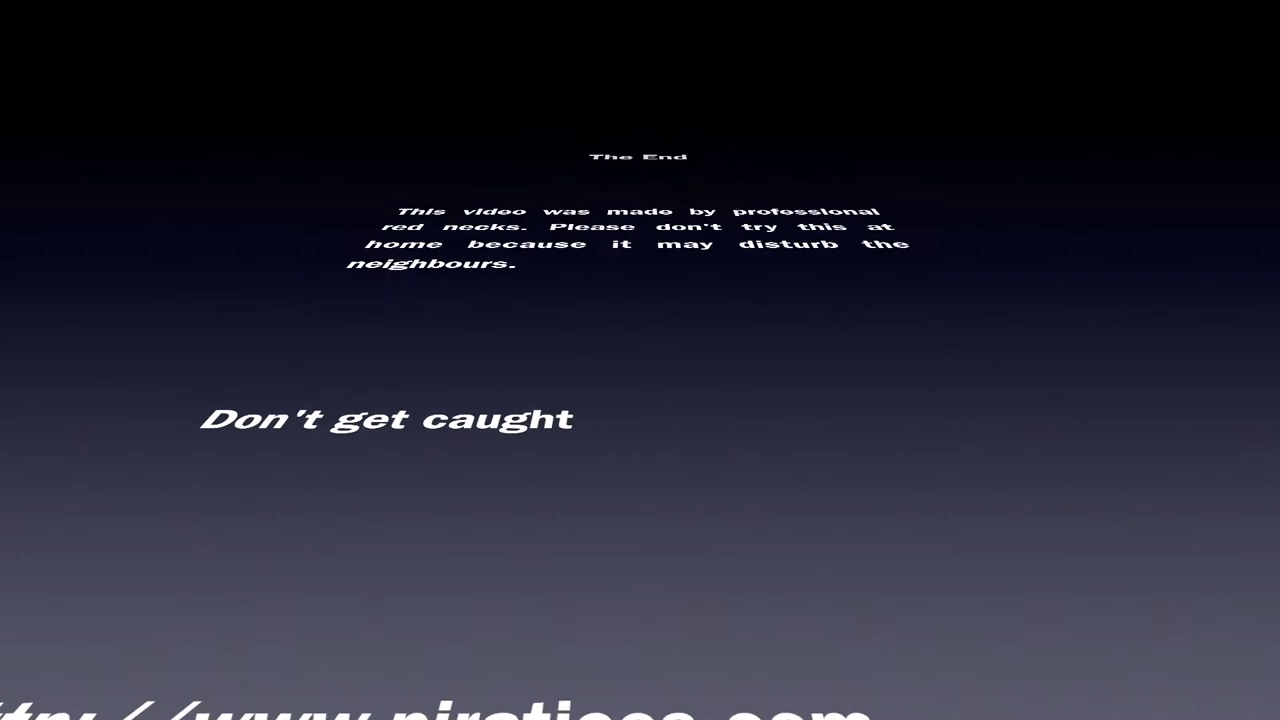 The End
This video was made by professional
red necks. Please don't try this at
home because it may disturb the
neighbours.
Don't get caught